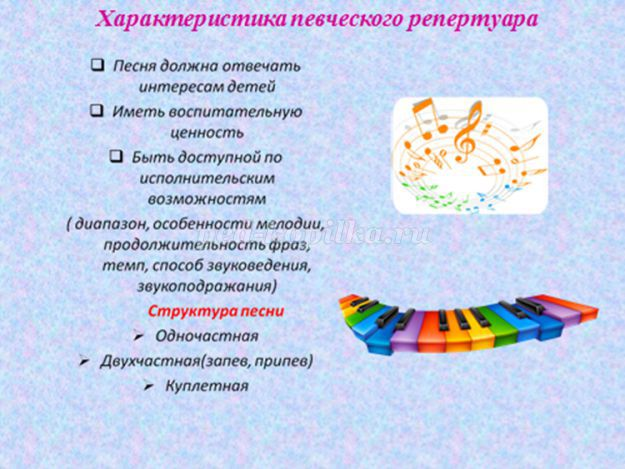 Характеристика певческого репертуара
Песня должна отвечать
интересам детей
Иметь воспитательную
ценность
Быть доступной по
исполнительским
возможностям
( диапазон, особенности мелодии,
продолжительность фраз,
темп, способ звуковедения,
звукоподражания)
Структура песни
Одночастная
Двухчастная(запев, припев)
Куплетная